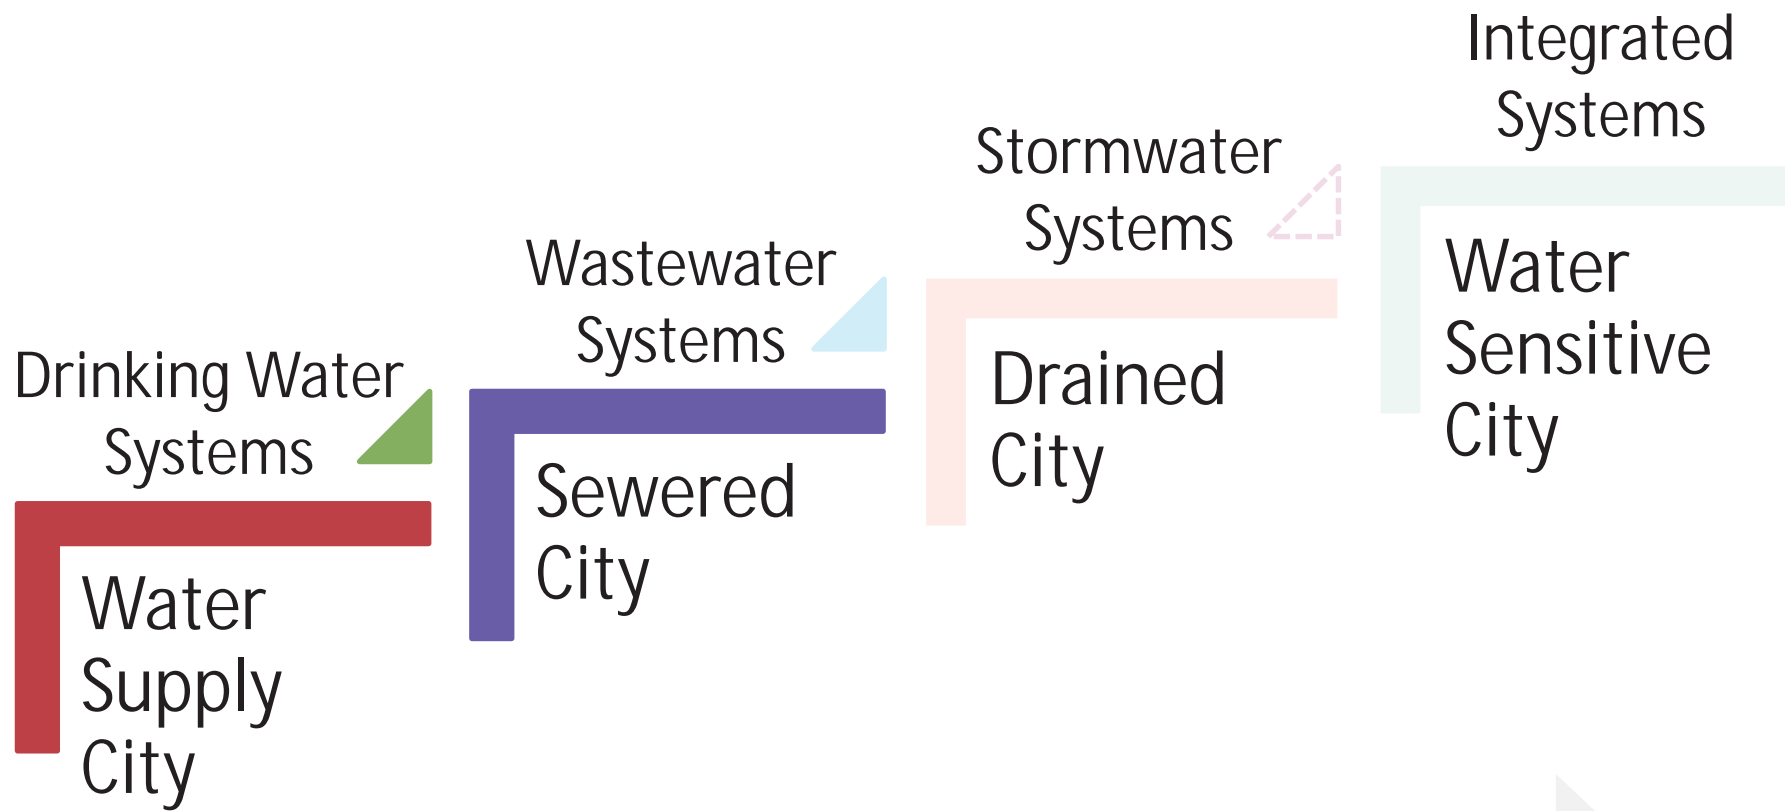 Drinking Water
Systems
Water
Supply
City
Wastewater
Systems
Sewered
City
Stormwater
Systems
Drained
City
Integrated
Systems
Water
Sensitive
City